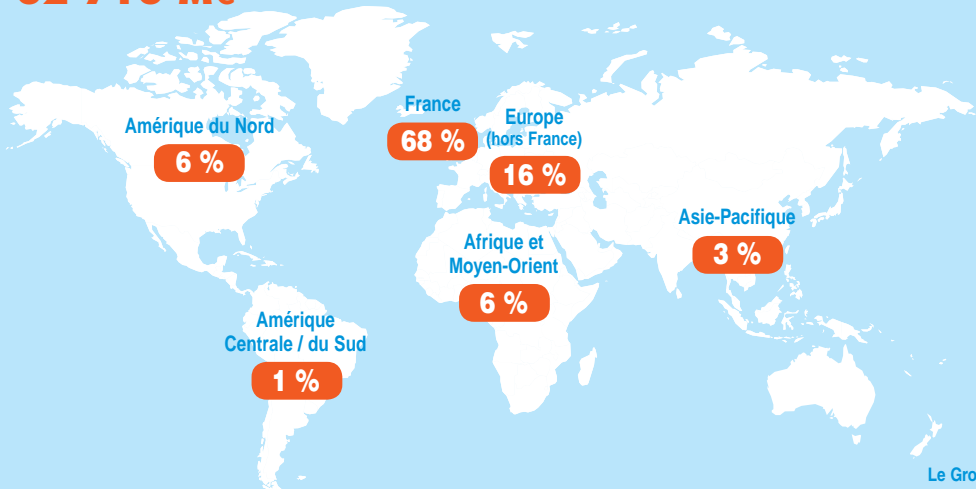 France
68 %
Europe
(hors France)
16 %
Amérique du Nord
6 %
Asie-Pacifique
3 %
Afrique et
Moyen-Orient
6 %
Amérique
Centrale / du Sud
1 %
Le